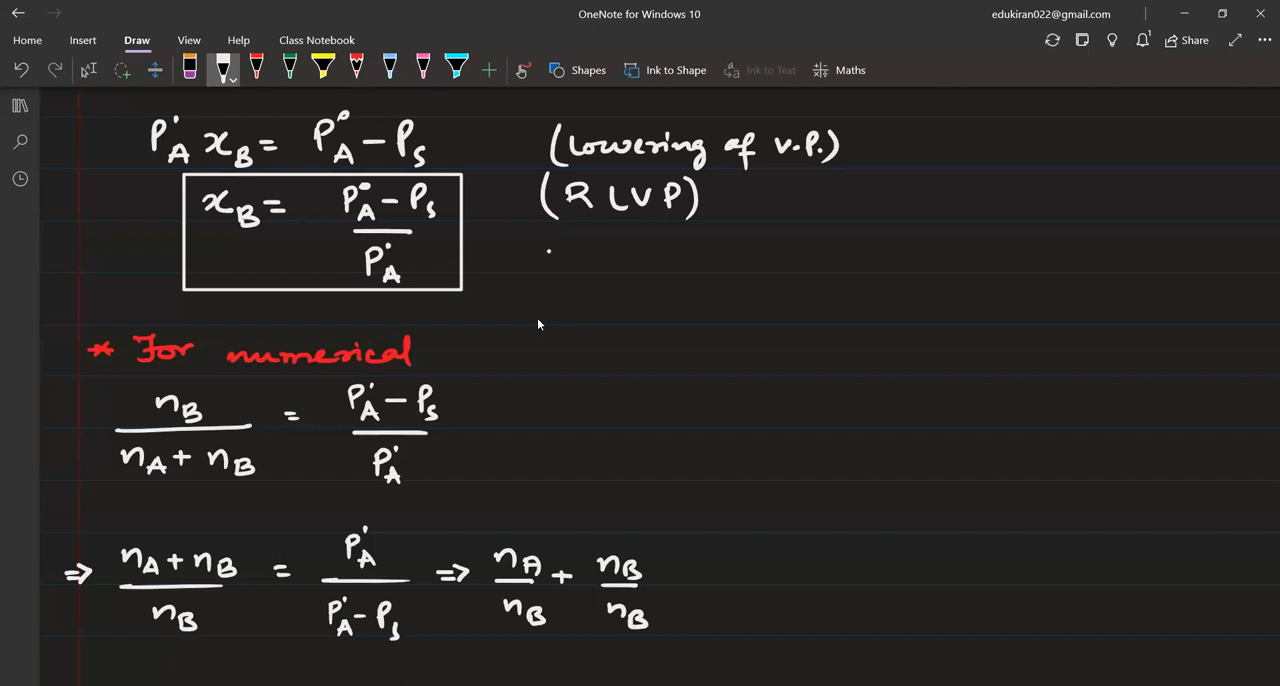 OneNote for Windows 10
edukiran022@gmail.com
Home Insert Draw View Help Class Notebook
Share
Shapes Ink to Shape Ink to Text Maths
P°A xB = P°A − Ps (Lowering of v.p.)
xB = (P°A − Ps) / P°A (RLVP)
* For numerical
nB / (nA + nB) = (P°A − Ps) / P°A
⇒ (nA + nB) / nB = P°A / (P°A − Ps) ⇒ nA / nB + nB / nB